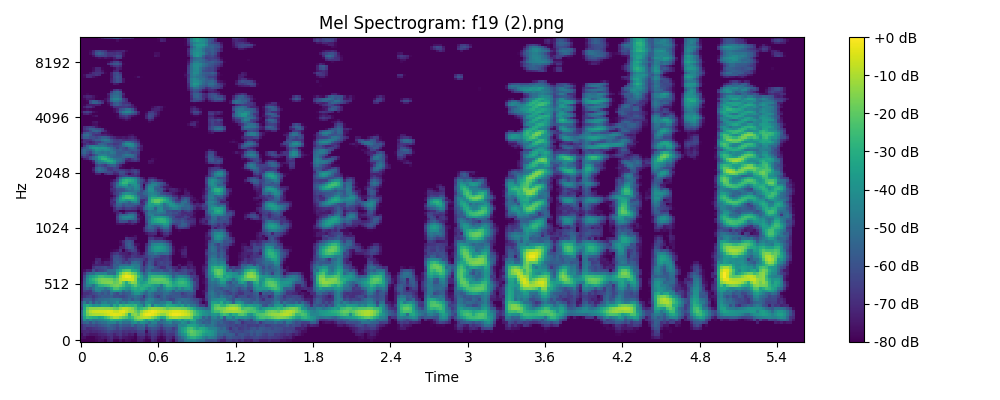 Mel Spectrogram: f19 (2).png
8192
4096
2048
1024
512
0
Hz
0 0.6 1.2 1.8 2.4 3 3.6 4.2 4.8 5.4
Time
+0 dB
-10 dB
-20 dB
-30 dB
-40 dB
-50 dB
-60 dB
-70 dB
-80 dB